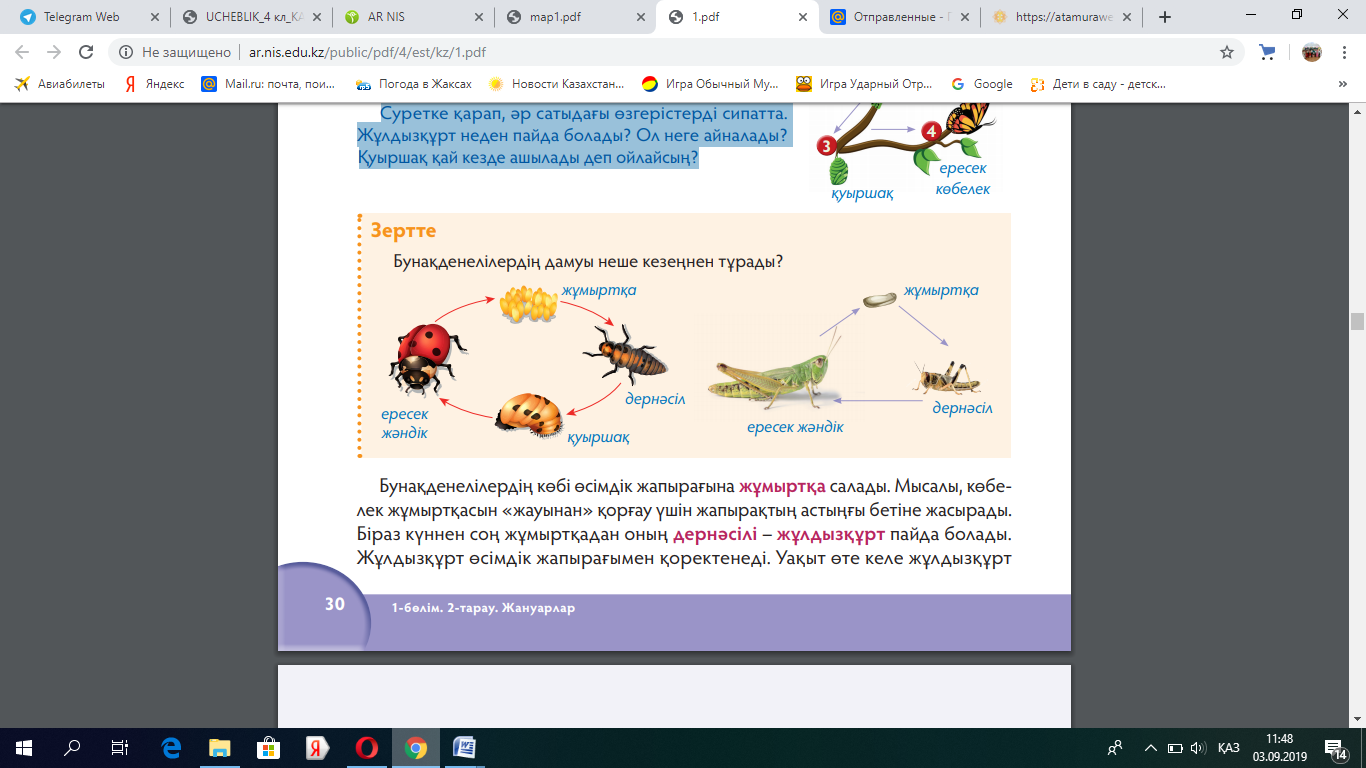 Telegram Web
UCHEBLIK_4 кл_КА
AR NIS
map1.pdf
1.pdf
Отправленные - П
https://atamurawe
Не защищено
ar.nis.edu.kz/public/pdf/4/est/kz/1.pdf
Авиабилеты
Яндекс
Mail.ru: почта, пои...
Погода в Жаксах
Новости Казахстан...
Игра Обычный Му...
Игра Ударный Отр...
Google
Дети в саду - детск...
»
Суретке қарап, әр сатыдағы өзгерістерді сипатта.
Жұлдызқұрт неден пайда болады? Ол неге айналады?
Қуыршақ қай кезде ашылады деп ойлайсың?
3
4
қуыршақ
ересек
көбелек
Зертте
Бунақденелілердің дамуы неше кезеңнен тұрады?
жұмыртқа
дернәсіл
қуыршақ
ересек
жәндік
жұмыртқа
дернәсіл
ересек жәндік
Бунақденелілердің көбі өсімдік жапырағына жұмыртқа салады. Мысалы, көбе-
лек жұмыртқасын «жауынан» қорғау үшін жапырақтың астыңғы бетіне жасырады.
Біраз күннен соң жұмыртқадан оның дернәсілі – жұлдызқұрт пайда болады.
Жұлдызқұрт өсімдік жапырағымен қоректенеді. Уақыт өте келе жұлдызқұрт
30
1-бөлім. 2-тарау. Жануарлар
ҚАЗ
11:48
03.09.2019
14